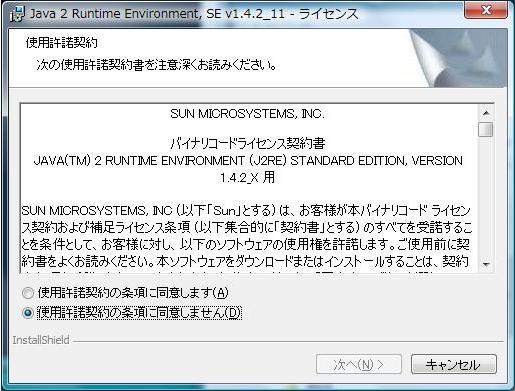 Java 2 Runtime Environment, SE v1.4.2_11 - ライセンス
使用許諾契約
次の使用許諾契約書を注意深くお読みください。
SUN MICROSYSTEMS, INC.
バイナリコードライセンス契約書
JAVA(TM) 2 RUNTIME ENVIRONMENT (J2RE) STANDARD EDITION, VERSION
1.4.2_X 用
SUN MICROSYSTEMS, INC (以下「Sun」とする) は、お客様が本バイナリコード ライセン
ス契約および補足ライセンス条項 (以下集合的に「契約書」とする) のすべてを受諾するこ
とを条件として、お客様に対し、以下のソフトウェアの使用権を許諾します。ご使用前に契
約書をよくお読みください。本ソフトウェアをダウンロードまたはインストールすることは、契約
使用許諾契約の条項に同意します(A)
使用許諾契約の条項に同意しません(D)
InstallShield
次へ(N) >
キャンセル